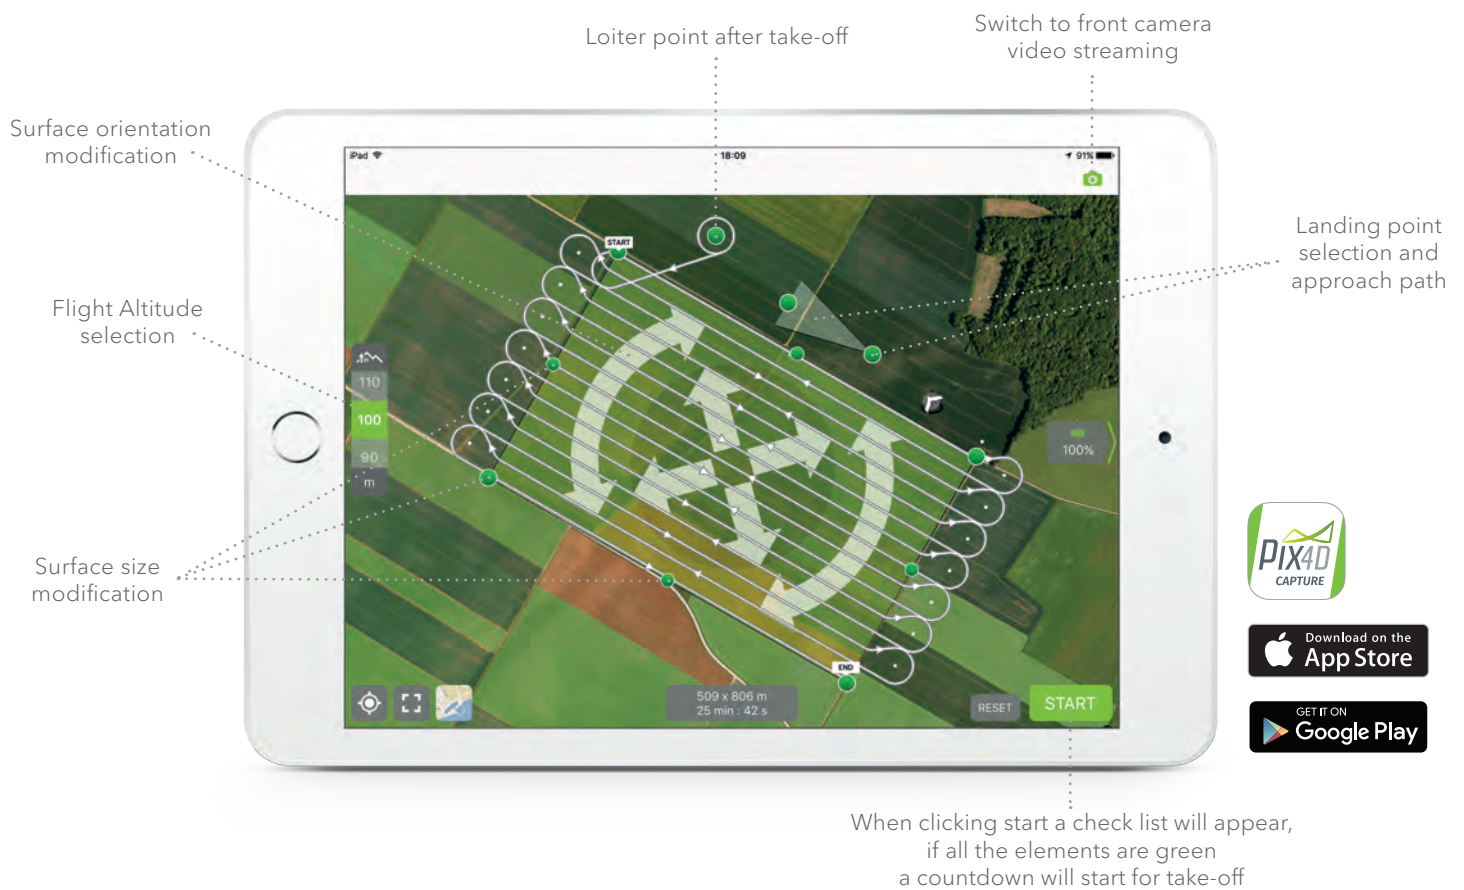 Loiter point after take-off
Switch to front camera
video streaming
Surface orientation
modification
iPad
18:09
91%
Landing point
selection and
approach path
START
Flight Altitude
selection
110
100
90
m
100%
Surface size
modification
PIX4D
CAPTURE
Download on the
App Store
END
509 x 806 m
25 min : 42 s
RESET
START
GET IT ON
Google Play
When clicking start a check list will appear,
if all the elements are green
a countdown will start for take-off